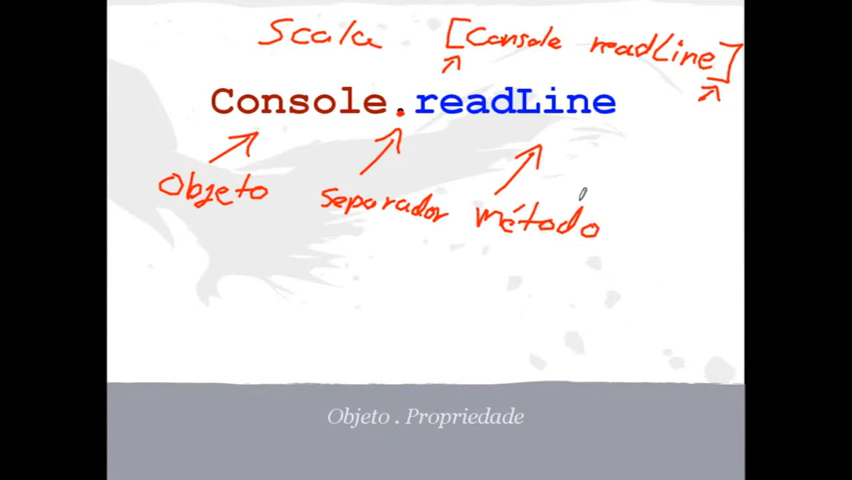 Scala [Console readLine]
Console.readLine
Objeto separador método
Objeto . Propriedade